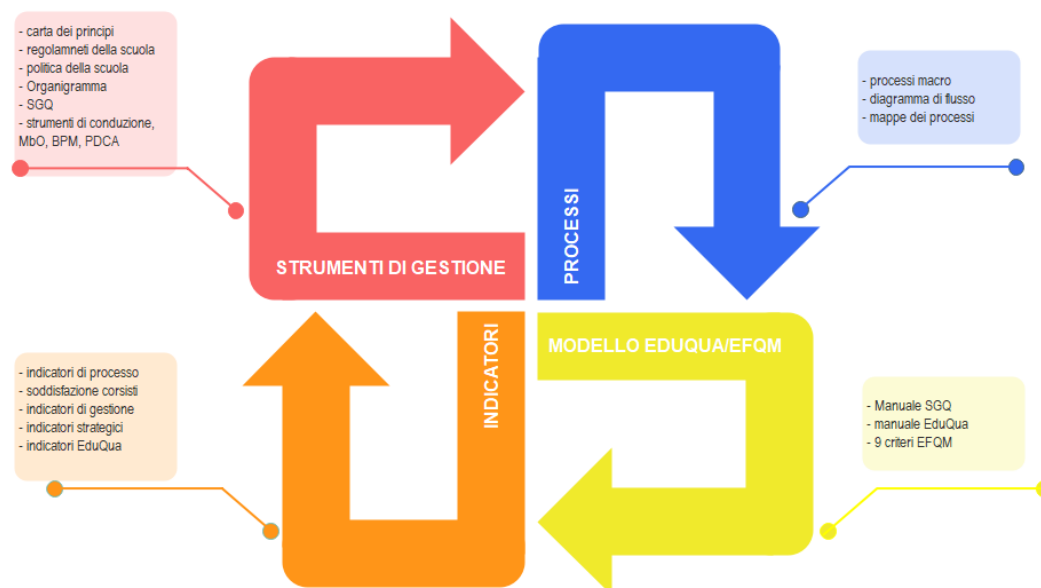 - carta dei principi
- regolamneti della scuola
- politica della scuola
- Organigramma
- SGQ
- strumenti di conduzione,
MbO, BPM, PDCA
- processi macro
- diagramma di flusso
- mappe dei processi
STRUMENTI DI GESTIONE
PROCESSI
INDICATORI
MODELLO EDUQUA/EFQM
- indicatori di processo
- soddisfazione corsisti
- indicatori di gestione
- indicatori strategici
- indicatori EduQua
- Manuale SGQ
- manuale EduQua
- 9 criteri EFQM